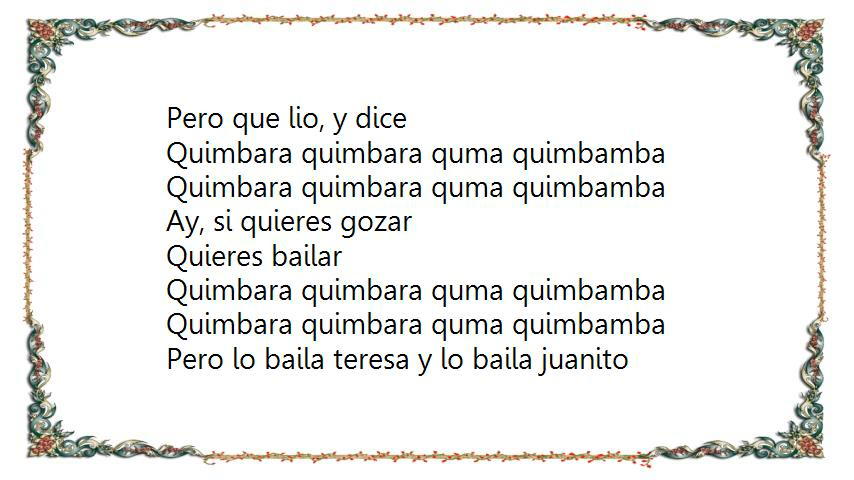 Pero que lio, y dice
Quimbara quimbara quma quimbamba
Quimbara quimbara quma quimbamba
Ay, si quieres gozar
Quieres bailar
Quimbara quimbara quma quimbamba
Quimbara quimbara quma quimbamba
Pero lo baila teresa y lo baila juanito